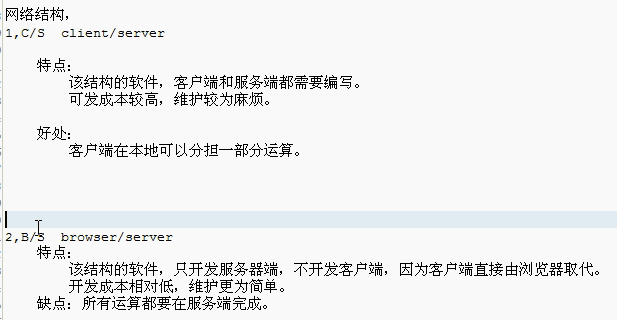 网络结构，
1,C/S  client/server
特点：
该结构的软件，客户端和服务端都需要编写。
可发成本较高，维护较为麻烦。
好处：
客户端在本地可以分担一部分运算。
2,B/S  browser/server
特点：
该结构的软件，只开发服务器端，不开发客户端，因为客户端直接由浏览器取代。
开发成本相对低，维护更为简单。
缺点：所有运算都要在服务端完成。